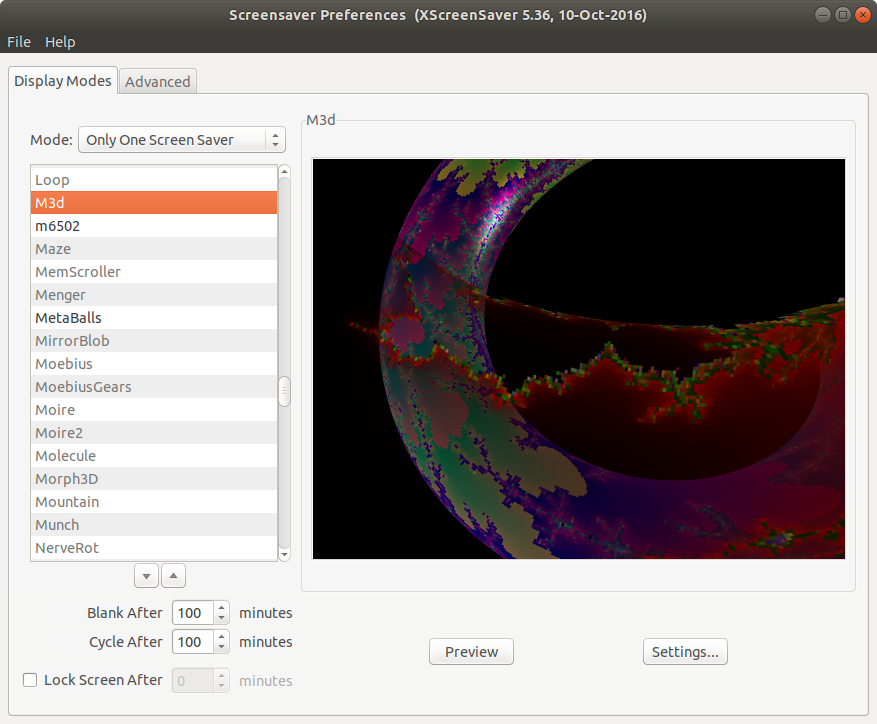 Screensaver Preferences (XScreenSaver 5.36, 10-Oct-2016)
File Help
Display Modes Advanced
Mode: Only One Screen Saver
Loop
M3d
m6502
Maze
MemScroller
Menger
MetaBalls
MirrorBlob
Moebius
MoebiusGears
Moire
Moire2
Molecule
Morph3D
Mountain
Munch
NerveRot
M3d
Blank After 100 minutes
Cycle After 100 minutes
Lock Screen After 0 minutes
Preview Settings...